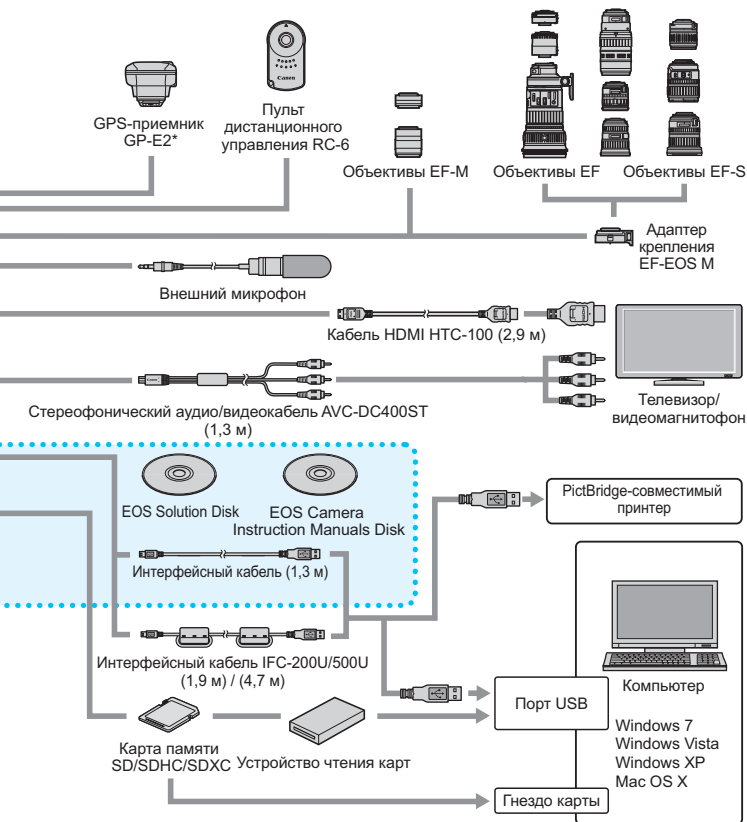 Canon
GPS-приемник
GP-E2*
Пульт
дистанционного
управления RC-6
Объективы EF-M
Объективы EF
Объективы EF-S
Адаптер
крепления
EF-EOS M
Внешний микрофон
Кабель HDMI HTC-100 (2,9 м)
Телевизор/
видеомагнитофон
Canon
Стереофонический аудио/видеокабель AVC-DC400ST
(1,3 м)
EOS Solution Disk
EOS Camera
Instruction Manuals Disk
Интерфейсный кабель (1,3 м)
PictBridge-совместимый
принтер
Интерфейсный кабель IFC-200U/500U
(1,9 м) / (4,7 м)
Порт USB
Компьютер
Windows 7
Windows Vista
Windows XP
Mac OS X
Карта памяти
SD/SDHC/SDXC
Устройство чтения карт
Гнездо карты